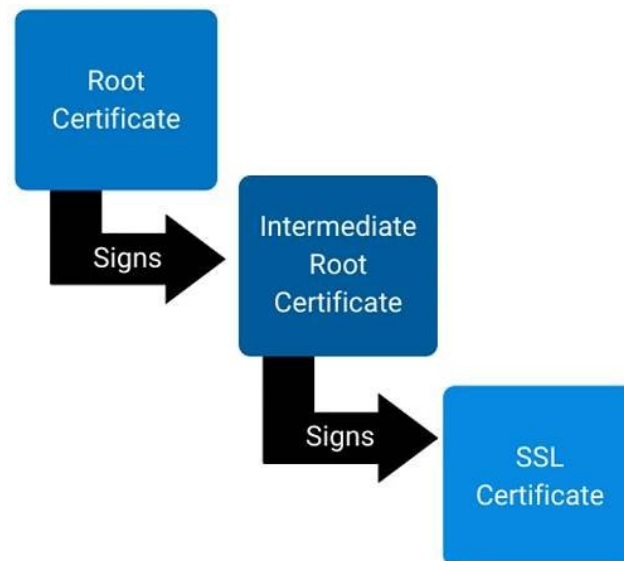 Root
Certificate
Signs
Intermediate
Root
Certificate
Signs
SSL
Certificate